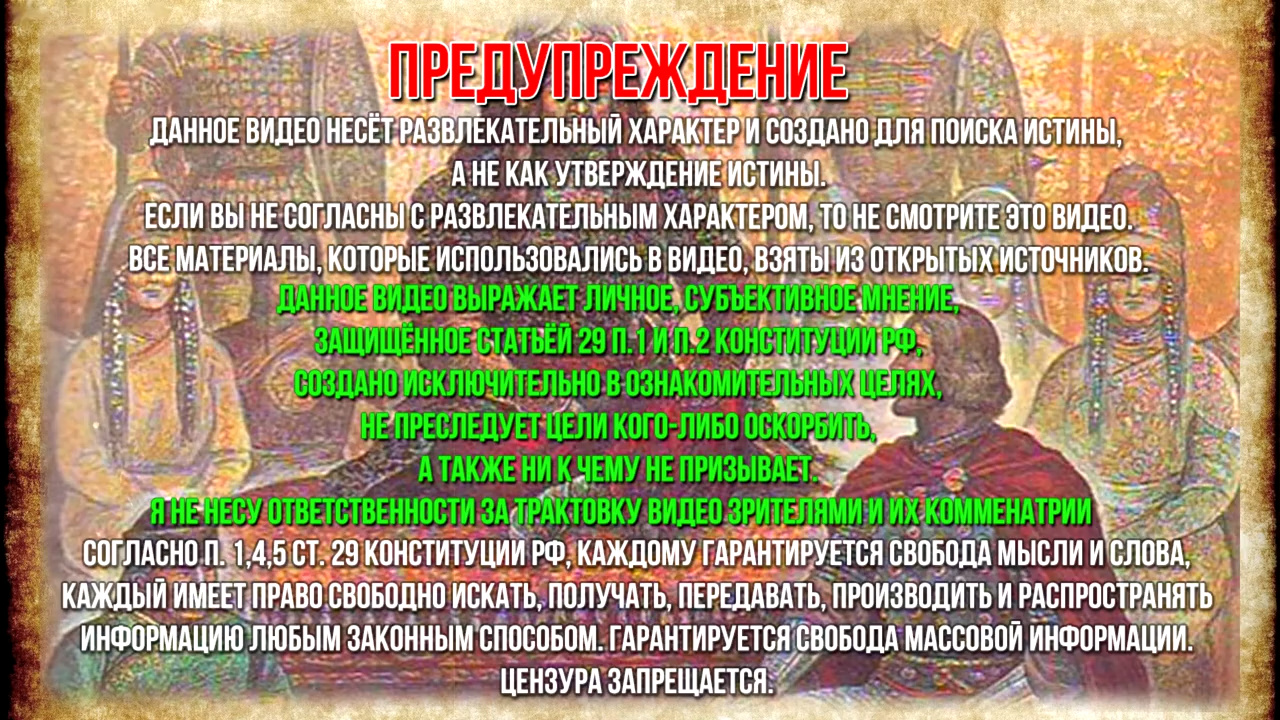 ПРЕДУПРЕЖДЕНИЕ
ДАННОЕ ВИДЕО НЕСЁТ РАЗВЛЕКАТЕЛЬНЫЙ ХАРАКТЕР И СОЗДАНО ДЛЯ ПОИСКА ИСТИНЫ,
А НЕ КАК УТВЕРЖДЕНИЕ ИСТИНЫ.
ЕСЛИ ВЫ НЕ СОГЛАСНЫ С РАЗВЛЕКАТЕЛЬНЫМ ХАРАКТЕРОМ, ТО НЕ СМОТРИТЕ ЭТО ВИДЕО.
ВСЕ МАТЕРИАЛЫ, КОТОРЫЕ ИСПОЛЬЗОВАЛИСЬ В ВИДЕО, ВЗЯТЫ ИЗ ОТКРЫТЫХ ИСТОЧНИКОВ.
ДАННОЕ ВИДЕО ВЫРАЖАЕТ ЛИЧНОЕ, СУБЪЕКТИВНОЕ МНЕНИЕ,
ЗАЩИЩЁННОЕ СТАТЬЁЙ 29 П.1 И П.2 КОНСТИТУЦИИ РФ,
СОЗДАНО ИСКЛЮЧИТЕЛЬНО В ОЗНАКОМИТЕЛЬНЫХ ЦЕЛЯХ,
НЕ ПРЕСЛЕДУЕТ ЦЕЛИ КОГО-ЛИБО ОСКОРБИТЬ,
А ТАКЖЕ НИ К ЧЕМУ НЕ ПРИЗЫВАЕТ.
Я НЕ НЕСУ ОТВЕТСТВЕННОСТИ ЗА ТРАКТОВКУ ВИДЕО ЗРИТЕЛЯМИ И ИХ КОММЕНАТРИИ
СОГЛАСНО П. 1,4,5 СТ. 29 КОНСТИТУЦИИ РФ, КАЖДОМУ ГАРАНТИРУЕТСЯ СВОБОДА МЫСЛИ И СЛОВА,
КАЖДЫЙ ИМЕЕТ ПРАВО СВОБОДНО ИСКАТЬ, ПОЛУЧАТЬ, ПЕРЕДАВАТЬ, ПРОИЗВОДИТЬ И РАСПРОСТРАНЯТЬ
ИНФОРМАЦИЮ ЛЮБЫМ ЗАКОННЫМ СПОСОБОМ. ГАРАНТИРУЕТСЯ СВОБОДА МАССОВОЙ ИНФОРМАЦИИ.
ЦЕНЗУРА ЗАПРЕЩАЕТСЯ.